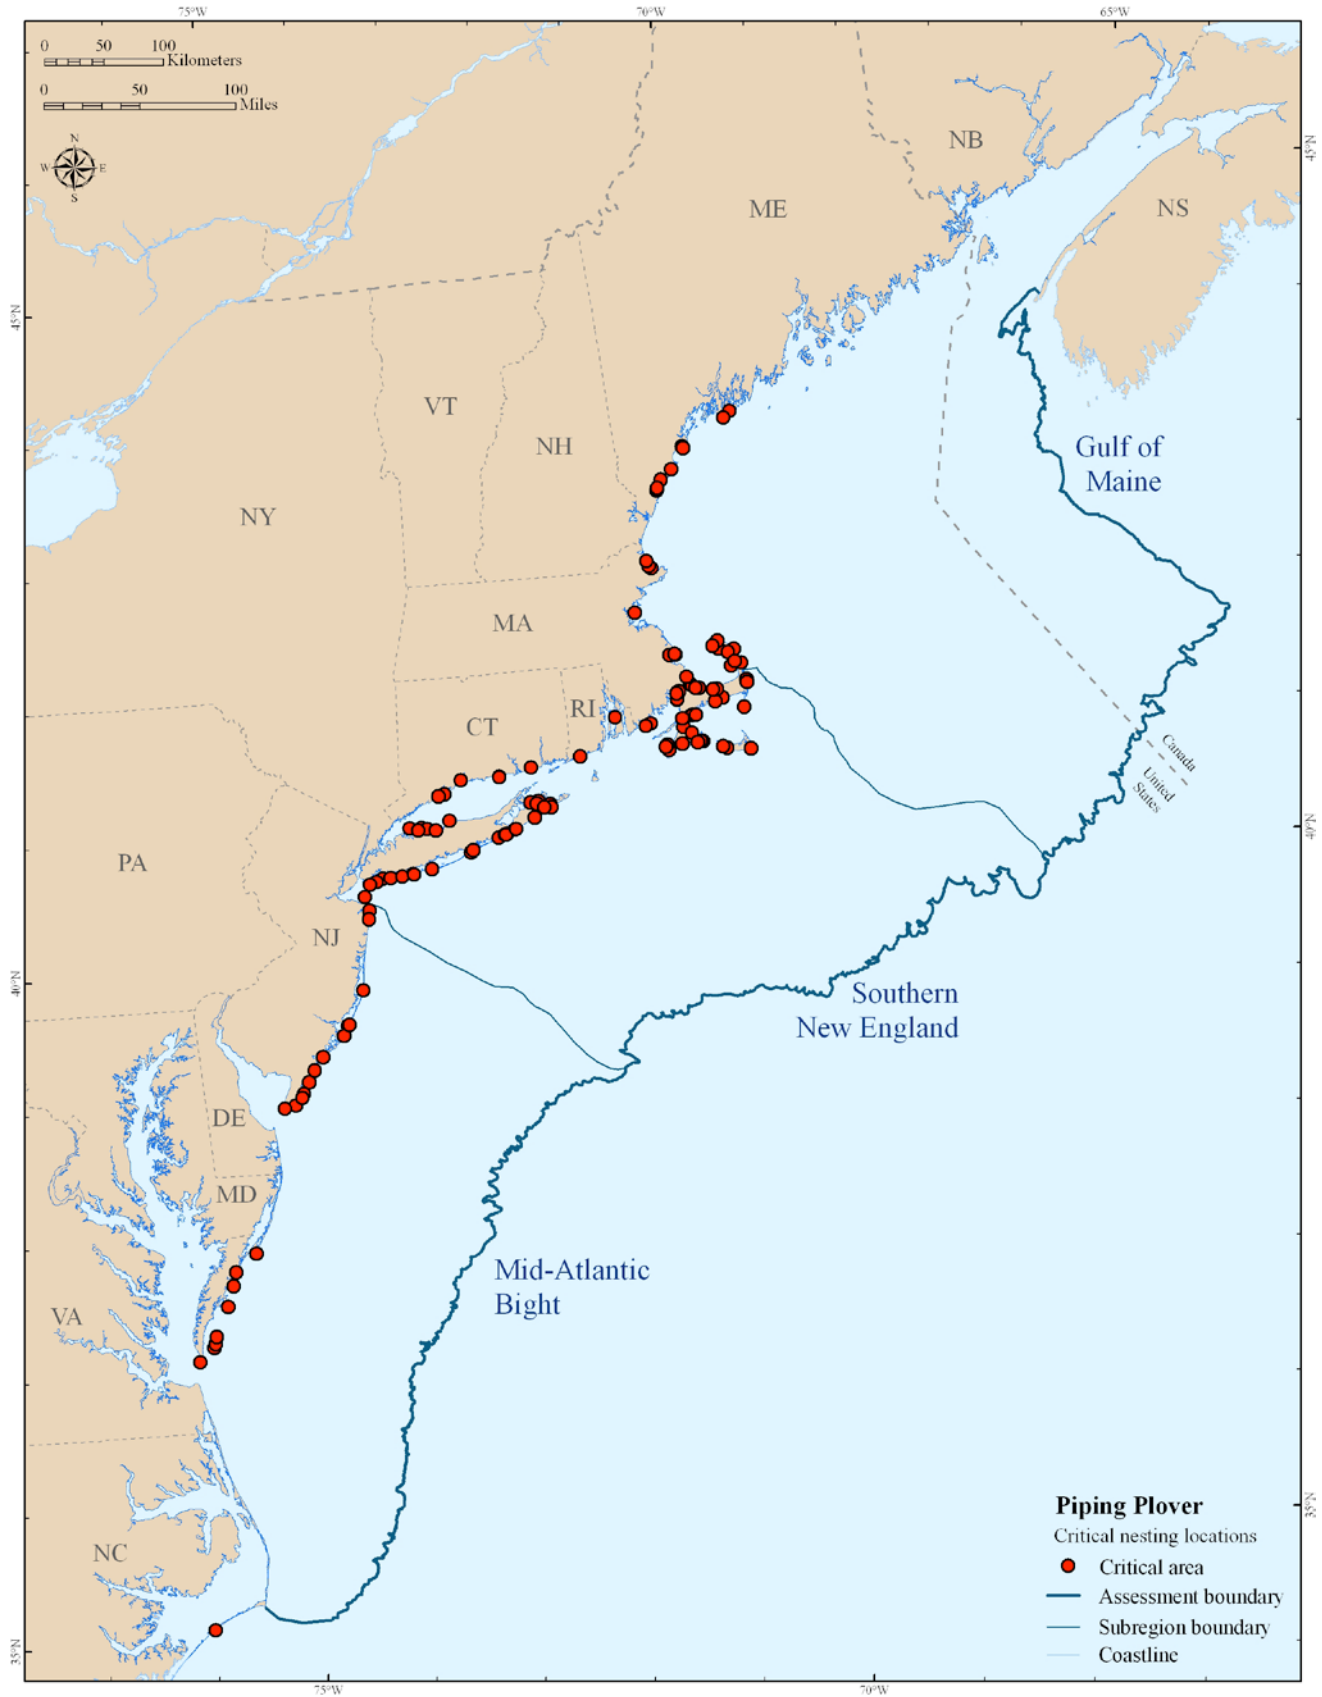 75°W 70°W 65°W
0 50 100
Kilometers
0 50 100
Miles
N
W E
S
NB
45°N
ME
NS
45°N
VT
NH
Gulf of
Maine
NY
MA
RI
CT
Canada
United
States
40°N
PA
NJ
40°N
Southern
New England
DE
MD
Mid-Atlantic
Bight
VA
Piping Plover
35°N
Critical nesting locations
NC
Critical area
Assessment boundary
Subregion boundary
35°N
Coastline
75°W 70°W